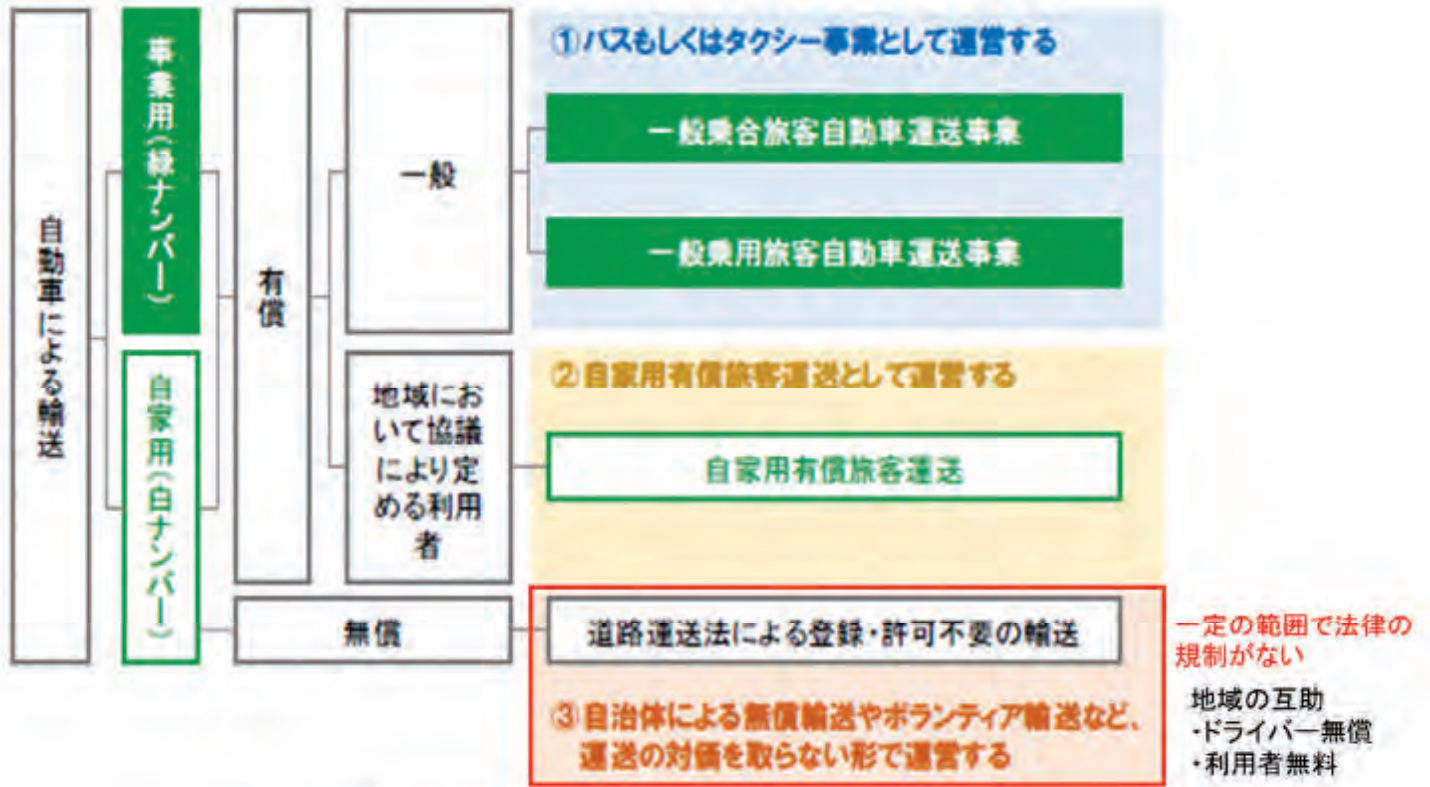 自動車による輸送
事業用(緑ナンバー)
自家用(白ナンバー)
有償
無償
一般
地域にお
いて協議
により定
める利用
者
①バスもしくはタクシー事業として運営する
一般乗合旅客自動車運送事業
一般乗用旅客自動車運送事業
②自家用有償旅客運送として運営する
自家用有償旅客運送
道路運送法による登録・許可不要の輸送
③自治体による無償輸送やボランティア輸送など、
運送の対価を取らない形で運営する
一定の範囲で法律の
規制がない
地域の互助
・ドライバー無償
・利用者無料